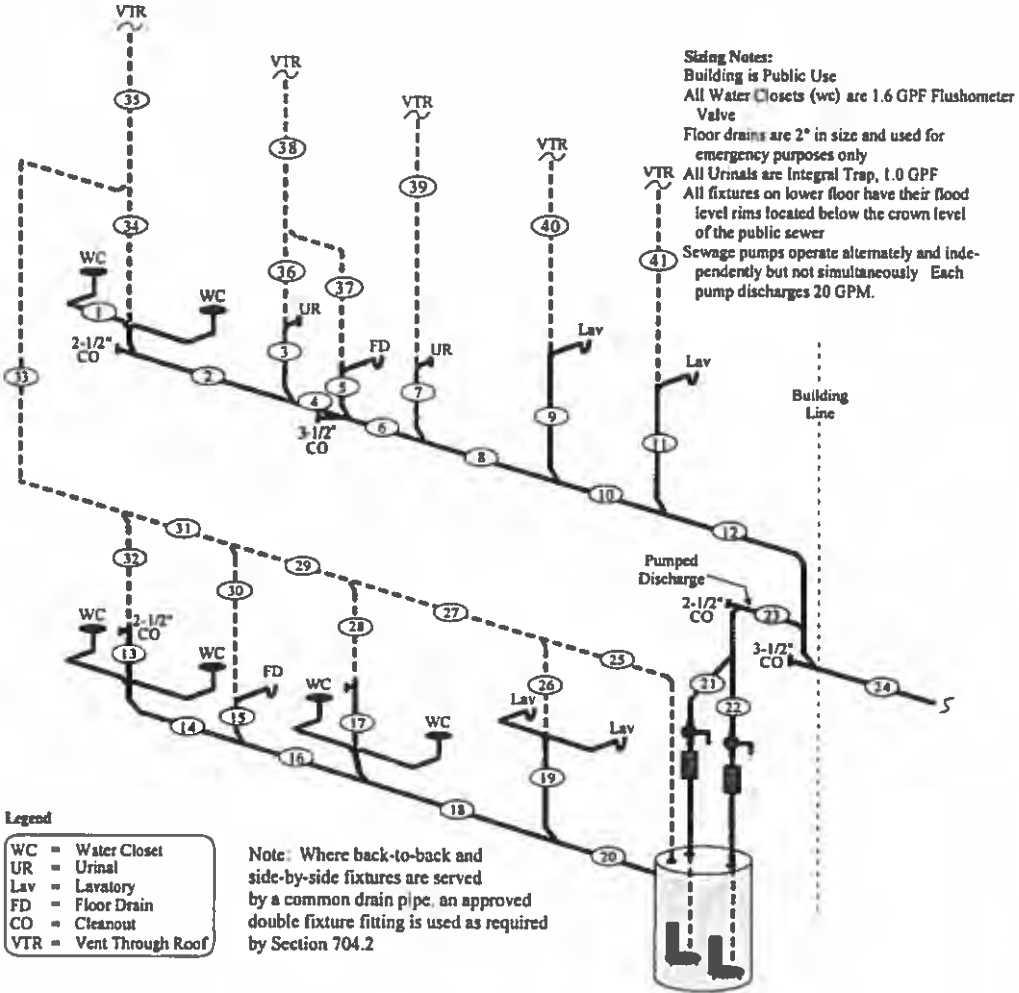 VTR
VTR
VTR
VTR
VTR
Sizing Notes:
Building is Public Use
All Water Closets (wc) are 1.6 GPF Flushometer
Valve
Floor drains are 2" in size and used for
emergency purposes only
All Urinals are Integral Trap, 1.0 GPF
All fixtures on lower floor have their flood
level rims located below the crown level
of the public sewer
Sewage pumps operate alternately and inde-
pendently but not simultaneously Each
pump discharges 20 GPM.
35
38
39
40
41
34
36
37
WC
WC
1
2-1/2"
CO
2
UR
3
4
FD
5
3-1/2"
CO
6
UR
7
8
Lav
9
10
Lav
11
12
Building
Line
33
31
32
29
30
27
28
25
26
WC
2-1/2"
CO
13
WC
14
FD
15
16
WC
17
WC
18
Lav
Lav
19
20
Pumped
Discharge
2-1/2"
CO
23
3-1/2"
CO
21
22
24
S
Legend
WC = Water Closet
UR = Urinal
Lav = Lavatory
FD = Floor Drain
CO = Cleanout
VTR = Vent Through Roof
Note: Where back-to-back and
side-by-side fixtures are served
by a common drain pipe, an approved
double fixture fitting is used as required
by Section 704.2